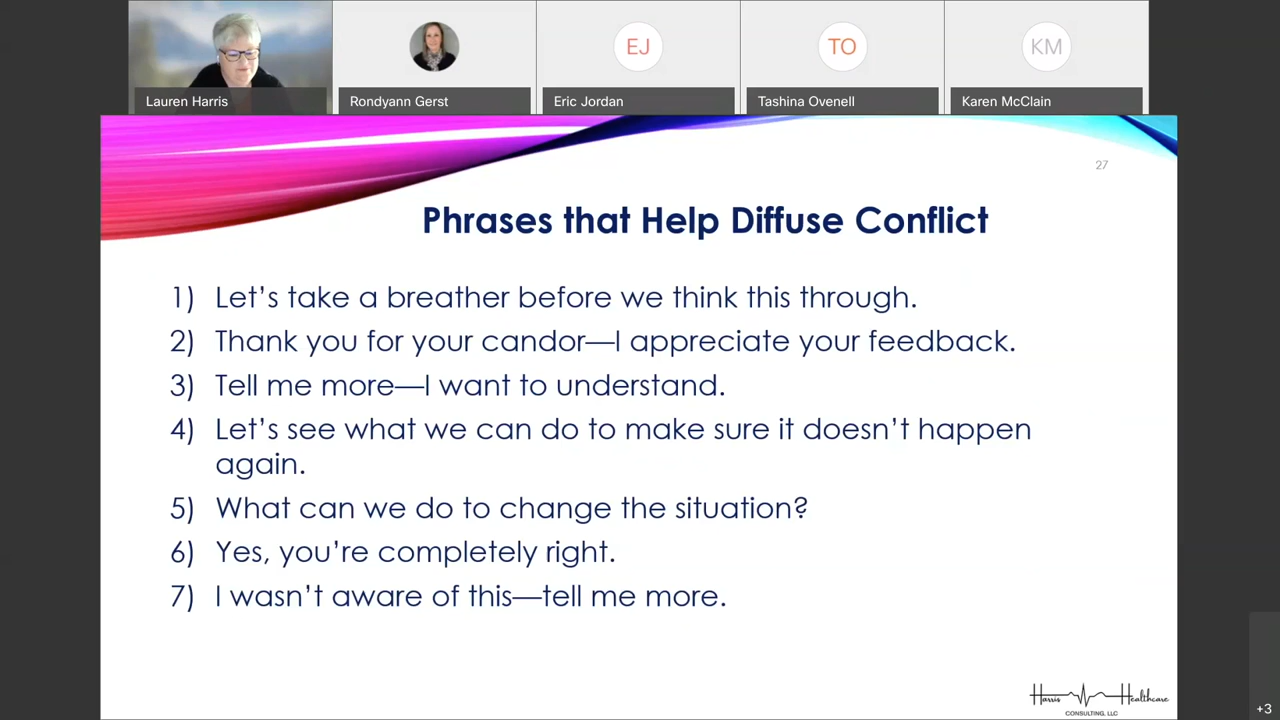 EJ
TO
KM
Lauren Harris
Rondyann Gerst
Eric Jordan
Tashina Ovenell
Karen McClain
27
Phrases that Help Diffuse Conflict
1) Let's take a breather before we think this through.
2) Thank you for your candor—I appreciate your feedback.
3) Tell me more—I want to understand.
4) Let's see what we can do to make sure it doesn't happen
again.
5) What can we do to change the situation?
6) Yes, you're completely right.
7) I wasn't aware of this—tell me more.
Harris Healthcare
CONSULTING, LLC
+3